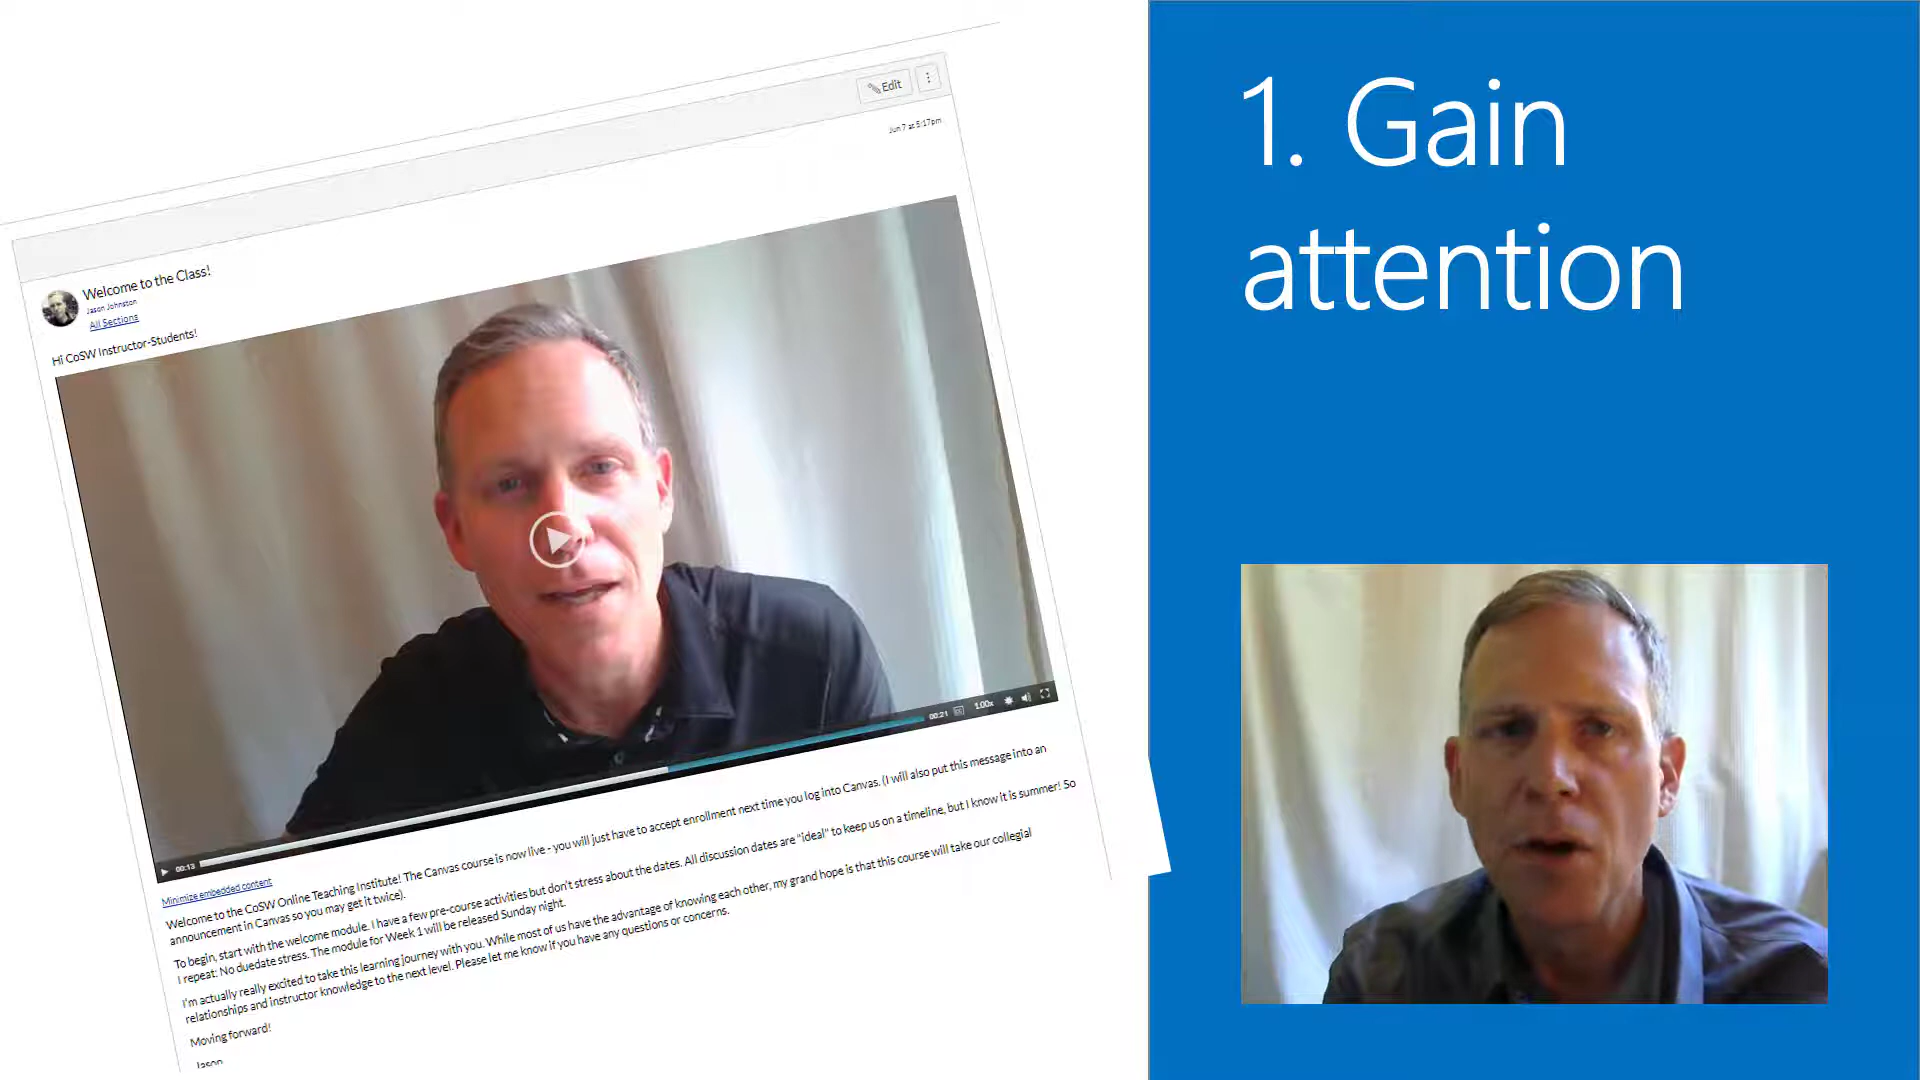 Edit
Jun 7 at 5:17pm
Welcome to the Class!
Jason Johnston
All Sections
Hi CoSW Instructor-Students!
00:13
00:21
1.00x
Minimize embedded content
Welcome to the CoSW Online Teaching Institute! The Canvas course is now live - you will just have to accept enrollment next time you log into Canvas. (I will also put this message into an
announcement in Canvas so you may get it twice).
To begin, start with the welcome module. I have a few pre-course activities but don't stress about the dates. All discussion dates are "ideal" to keep us on a timeline, but I know it is summer! So
I repeat: No duedate stress. The module for Week 1 will be released Sunday night.
I'm actually really excited to take this learning journey with you. While most of us have the advantage of knowing each other, my grand hope is that this course will take our collegial
relationships and instructor knowledge to the next level. Please let me know if you have any questions or concerns.
Moving forward!
Jason
1. Gain
attention